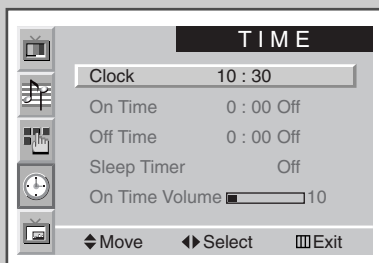 TIME
Clock 10 : 30
On Time 0 : 00 Off
Off Time 0 : 00 Off
Sleep Timer Off
On Time Volume 10
Move Select Exit